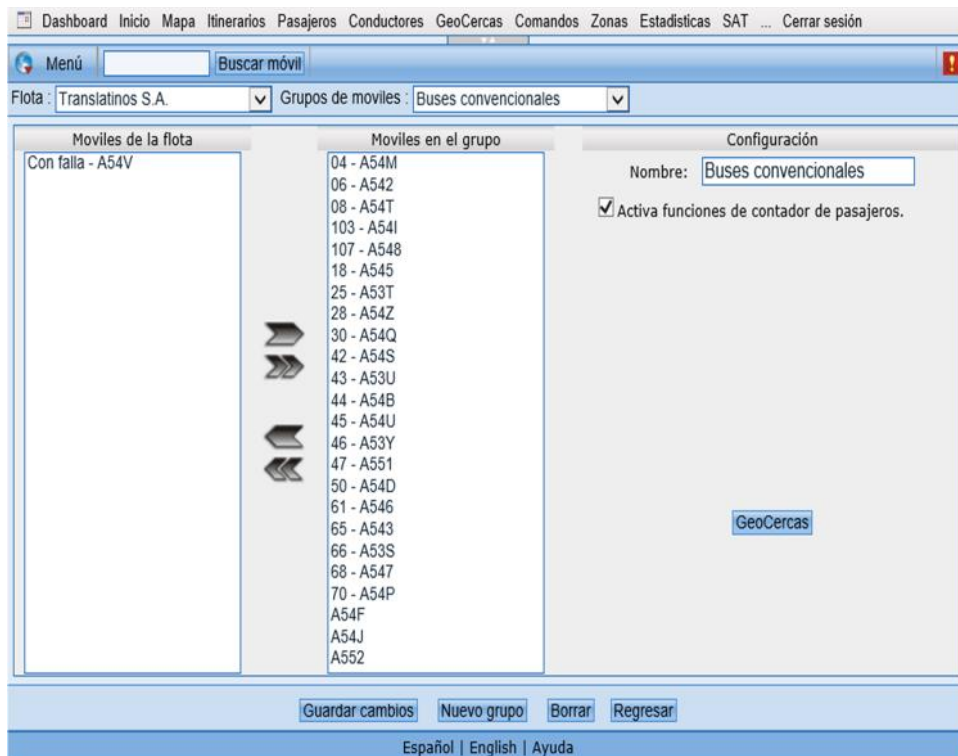 Dashboard Inicio Mapa Itinerarios Pasajeros Conductores GeoCercas Comandos Zonas Estadisticas SAT ... Cerrar sesión
Menú Buscar móvil
Flota : Translatinos S.A. Grupos de moviles : Buses convencionales
Moviles de la flota
Con falla - A54V
Moviles en el grupo
04 - A54M
06 - A542
08 - A54T
103 - A54I
107 - A548
18 - A545
25 - A53T
28 - A54Z
30 - A54Q
42 - A54S
43 - A53U
44 - A54B
45 - A54U
46 - A53Y
47 - A551
50 - A54D
61 - A546
65 - A543
66 - A53S
68 - A547
70 - A54P
A54F
A54J
A552
Configuración
Nombre: Buses convencionales
Activa funciones de contador de pasajeros.
GeoCercas
Guardar cambios Nuevo grupo Borrar Regresar
Español | English | Ayuda